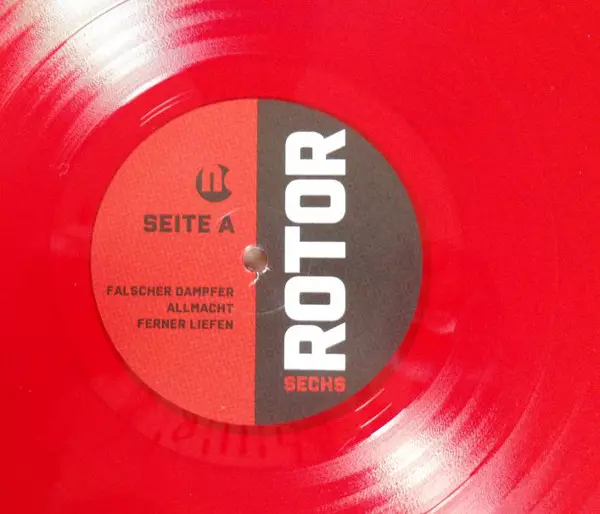 SEITE A
FALSCHER DAMPFER
ALLMACHT
FERNER LIEFEN
ROTOR
SECHS